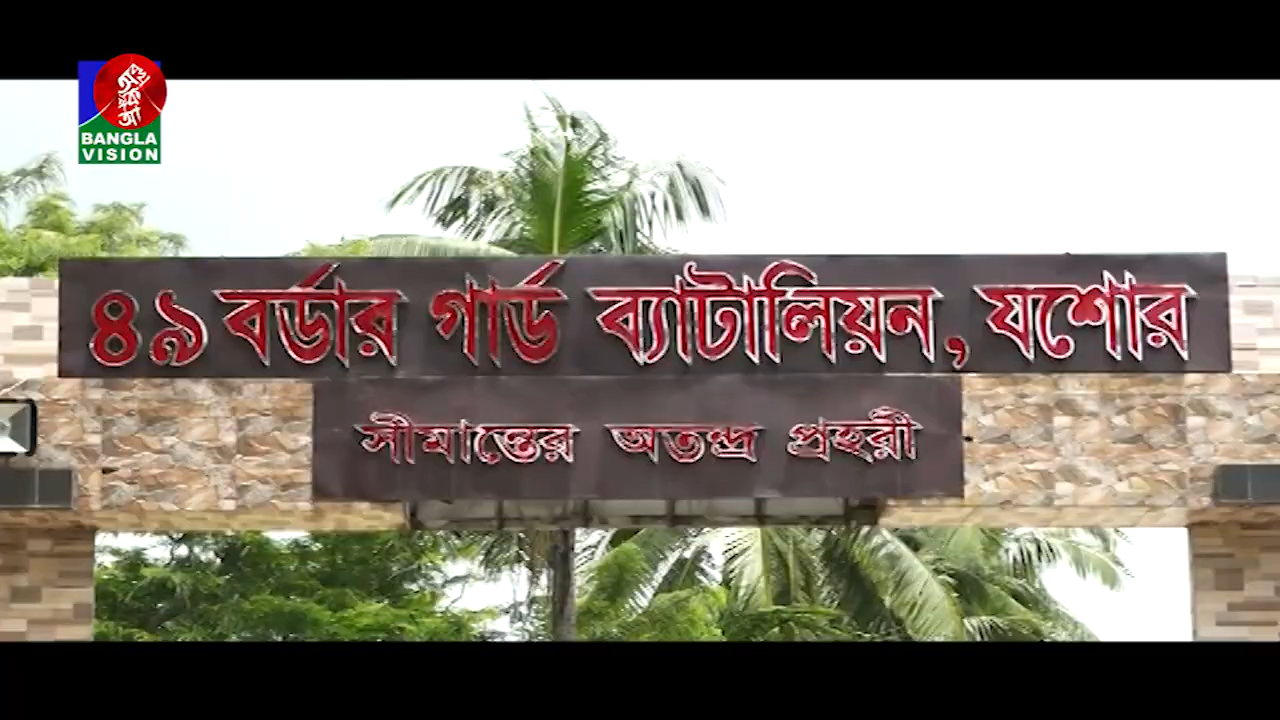 BANGLA
VISION
৪৯ বর্ডার গার্ড ব্যাটালিয়ন, যশোর
সীমান্তের অতন্দ্র প্রহরী